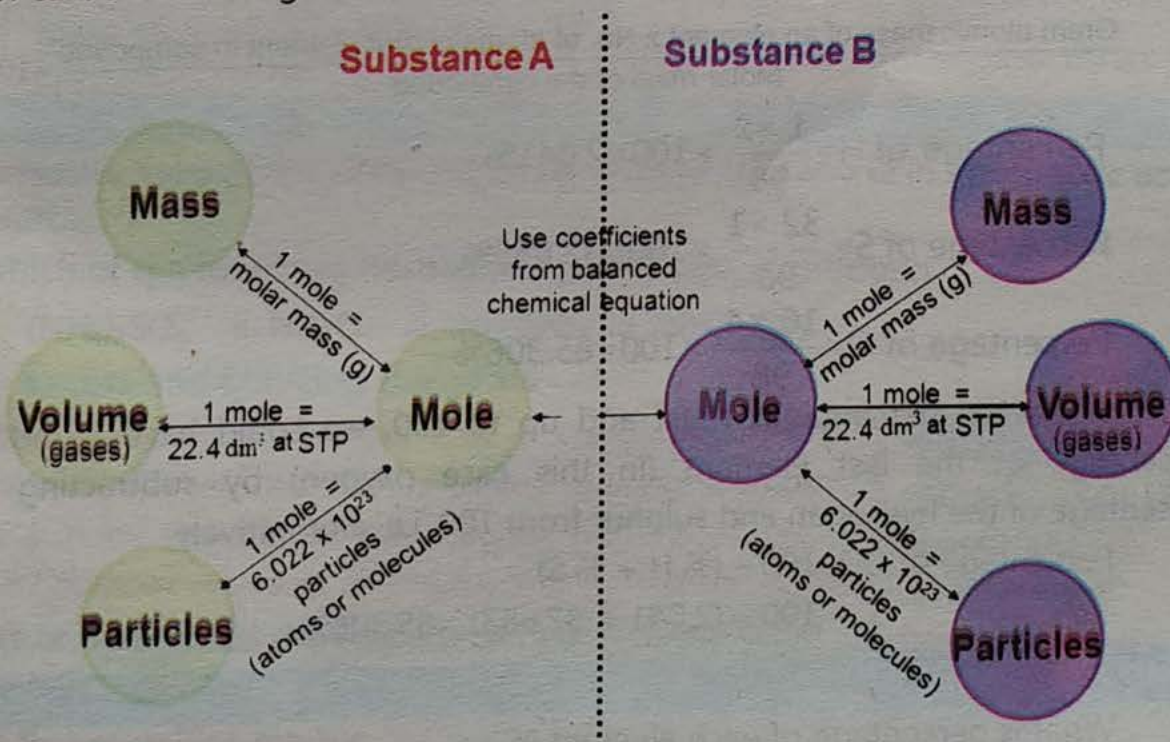 Substance A
Substance B
Mass
Mass
Use coefficients
from balanced
chemical equation
1 mole =
molar mass (g)
1 mole =
molar mass (g)
Volume
(gases)
1 mole =
22.4 dm³ at STP
Mole
Mole
1 mole =
22.4 dm³ at STP
Volume
(gases)
1 mole =
6.022 x 10²³
particles
(atoms or molecules)
1 mole =
6.022 x 10²³
particles
(atoms or molecules)
Particles
Particles